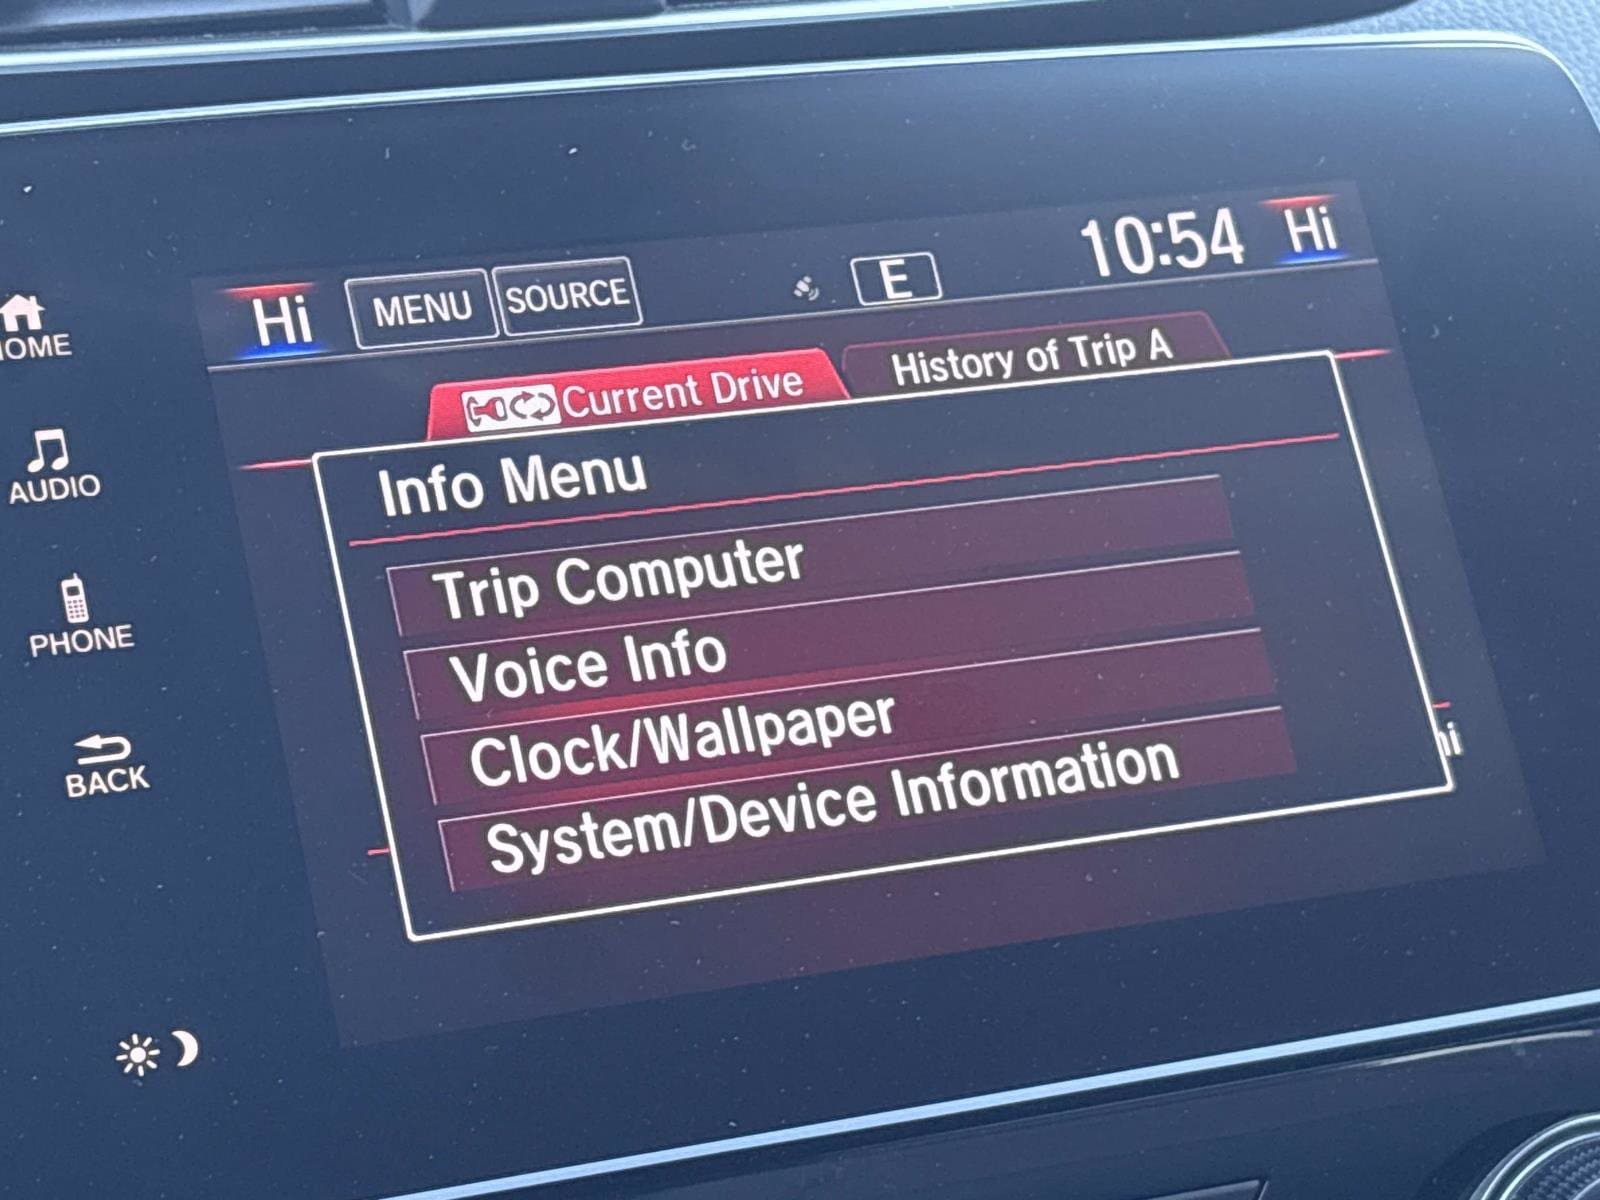 Hi MENU SOURCE E 10:54 Hi
Current Drive History of Trip A
Info Menu
Trip Computer
Voice Info
Clock/Wallpaper
System/Device Information
AUDIO
PHONE
BACK